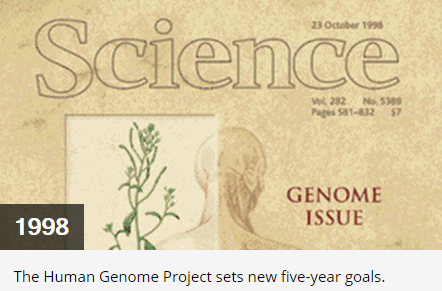 23 October 1998
Science
Vol. 282 No. 5389
Pages 581–832 $7
GENOME
ISSUE
1998
The Human Genome Project sets new five-year goals.